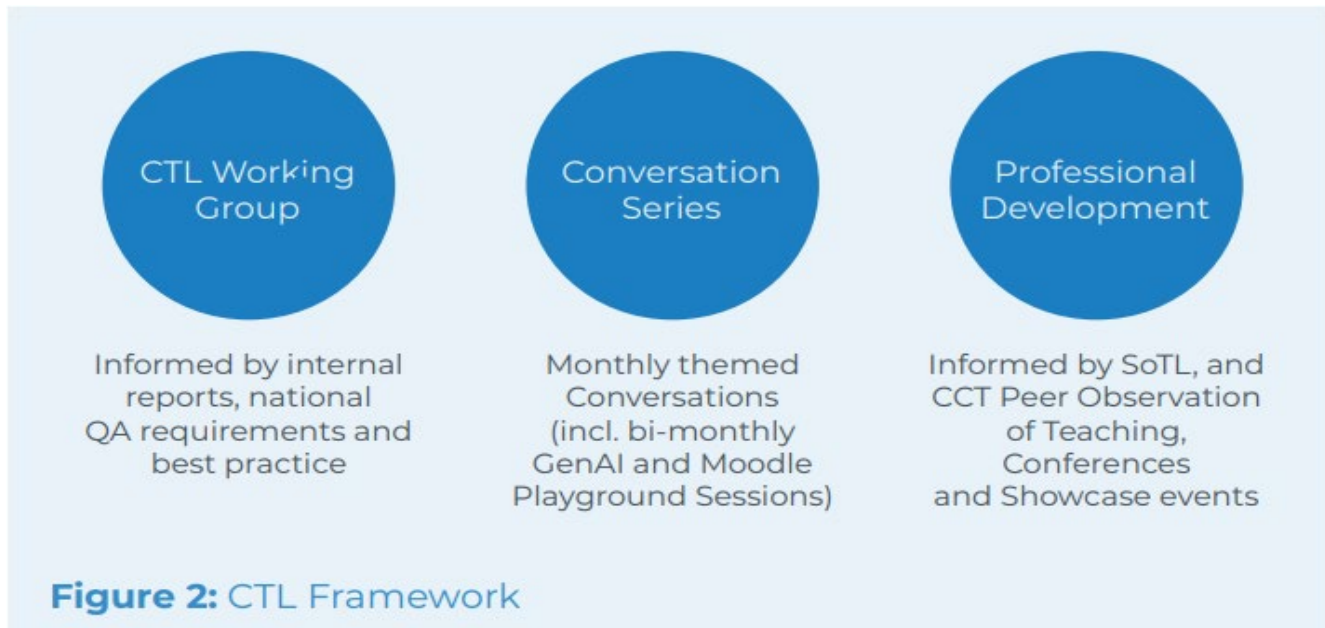 CTL Working
Group
Conversation
Series
Professional
Development
Informed by internal
reports, national
QA requirements and
best practice
Monthly themed
Conversations
(incl. bi-monthly
GenAI and Moodle
Playground Sessions)
Informed by SoTL, and
CCT Peer Observation
of Teaching,
Conferences
and Showcase events
Figure 2: CTL Framework